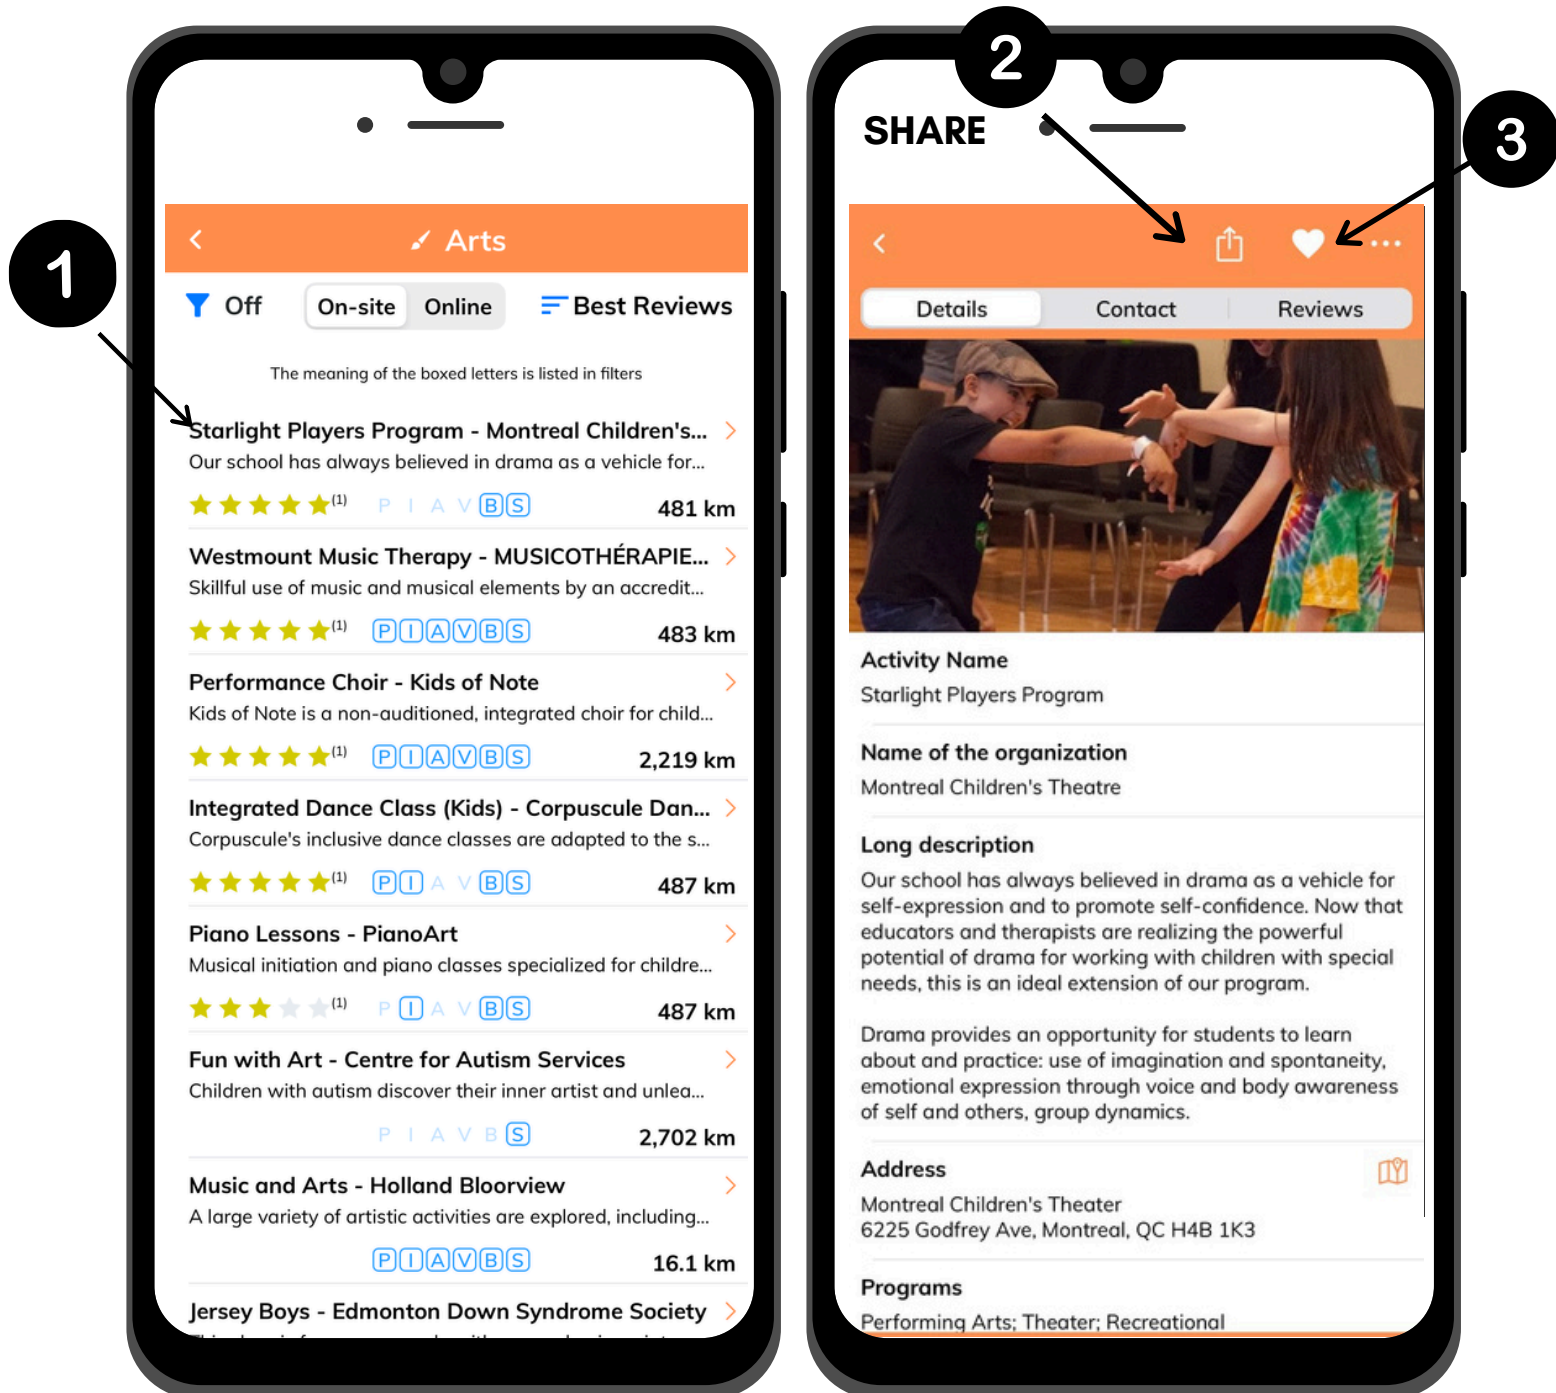 1
Arts
Off
On-site
Online
Best Reviews
The meaning of the boxed letters is listed in filters
Starlight Players Program - Montreal Children's...
Our school has always believed in drama as a vehicle for...
(1) P I A V B S 481 km
Westmount Music Therapy - MUSICOTHÉRAPIE...
Skillful use of music and musical elements by an accredit...
(1) P I A V B S 483 km
Performance Choir - Kids of Note
Kids of Note is a non-auditioned, integrated choir for child...
(1) P I A V B S 2,219 km
Integrated Dance Class (Kids) - Corpuscule Dan...
Corpuscule's inclusive dance classes are adapted to the s...
(1) P I A V B S 487 km
Piano Lessons - PianoArt
Musical initiation and piano classes specialized for childre...
(1) P I A V B S 487 km
Fun with Art - Centre for Autism Services
Children with autism discover their inner artist and unlea...
P I A V B S 2,702 km
Music and Arts - Holland Bloorview
A large variety of artistic activities are explored, including...
P I A V B S 16.1 km
Jersey Boys - Edmonton Down Syndrome Society
2
3
SHARE
Details
Contact
Reviews
Activity Name
Starlight Players Program
Name of the organization
Montreal Children's Theatre
Long description
Our school has always believed in drama as a vehicle for
self-expression and to promote self-confidence. Now that
educators and therapists are realizing the powerful
potential of drama for working with children with special
needs, this is an ideal extension of our program.
Drama provides an opportunity for students to learn
about and practice: use of imagination and spontaneity,
emotional expression through voice and body awareness
of self and others, group dynamics.
Address
Montreal Children's Theater
6225 Godfrey Ave, Montreal, QC H4B 1K3
Programs
Performing Arts; Theater; Recreational